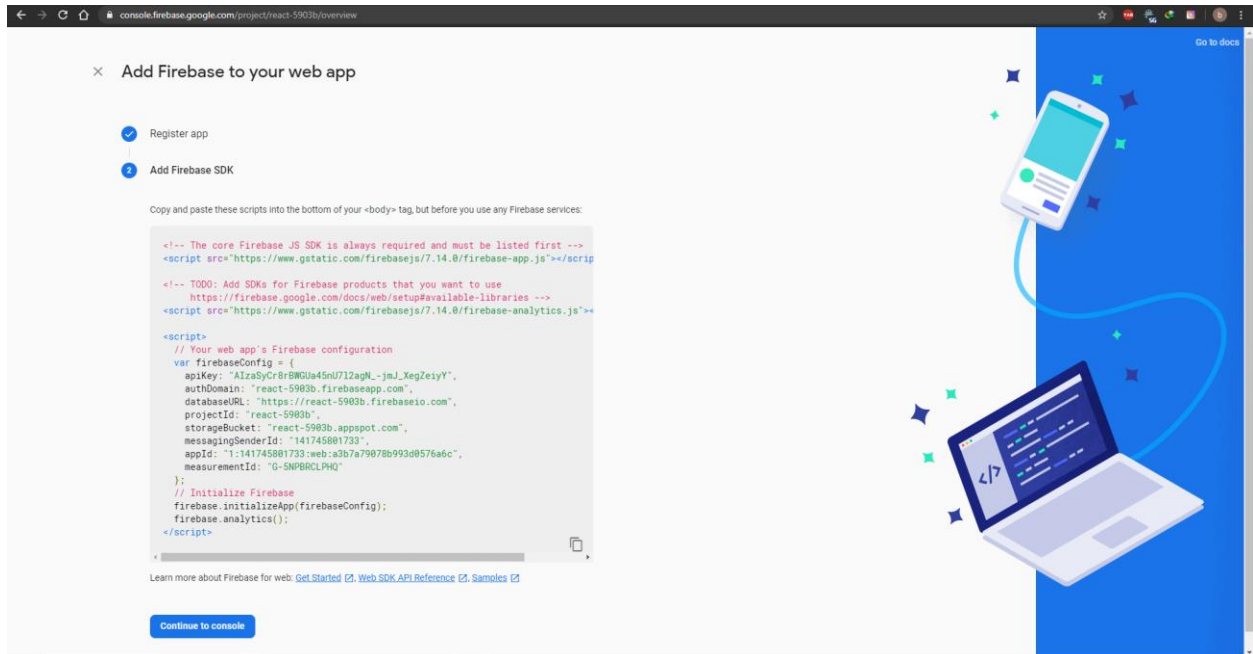 console.firebase.google.com/project/react-5903b/overview
SG
b
Go to docs
Add Firebase to your web app
Register app
2
Add Firebase SDK
Copy and paste these scripts into the bottom of your <body> tag, but before you use any Firebase services:
<!-- The core Firebase JS SDK is always required and must be listed first -->
<script src="https://www.gstatic.com/firebasejs/7.14.0/firebase-app.js"></scrip
<!-- TODO: Add SDKs for Firebase products that you want to use
https://firebase.google.com/docs/web/setup#available-libraries -->
<script src="https://www.gstatic.com/firebasejs/7.14.0/firebase-analytics.js"><
<script>
// Your web app's Firebase configuration
var firebaseConfig = {
apiKey: "AIzaSyCr8rBWGUa45nU7l2agN_-jmJ_XegZeiyY",
authDomain: "react-5903b.firebaseapp.com",
databaseURL: "https://react-5903b.firebaseio.com",
projectId: "react-5903b",
storageBucket: "react-5903b.appspot.com",
messagingSenderId: "141745801733",
appId: "1:141745801733:web:a3b7a79078b993d0576a6c",
measurementId: "G-5NPBRCLPHQ"
};
// Initialize Firebase
firebase.initializeApp(firebaseConfig);
firebase.analytics();
</script>
Learn more about Firebase for web: Get Started, Web SDK API Reference, Samples
Continue to console
</>